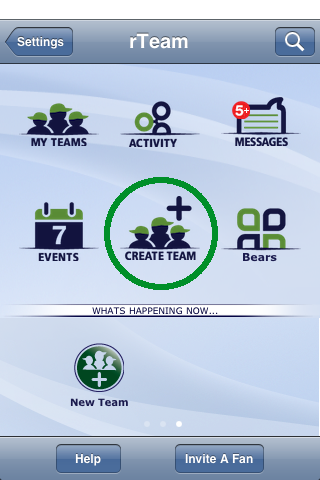 Settings
rTeam
5+
MY TEAMS
ACTIVITY
MESSAGES
7
EVENTS
CREATE TEAM
Bears
WHATS HAPPENING NOW...
New Team
Help
Invite A Fan